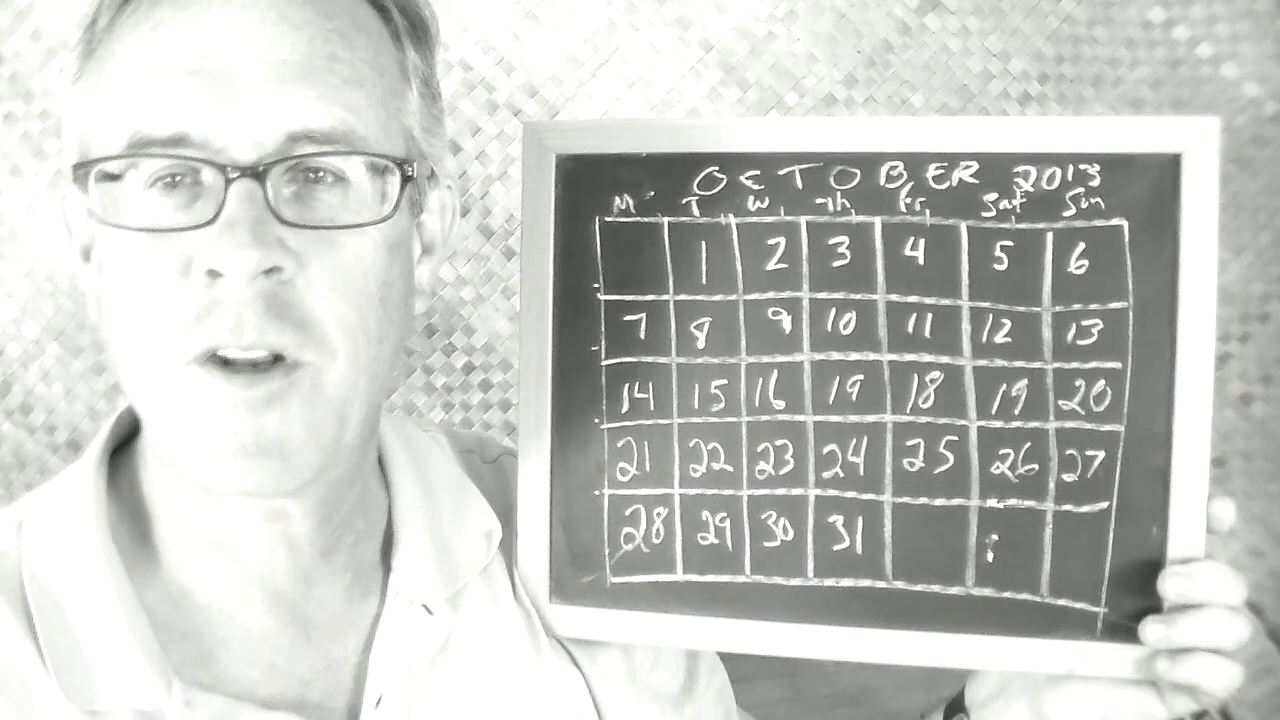 OCTOBER 2013
M T W Th Fr Sat Sun
1 2 3 4 5 6
7 8 9 10 11 12 13
14 15 16 19 18 19 20
21 22 23 24 25 26 27
28 29 30 31